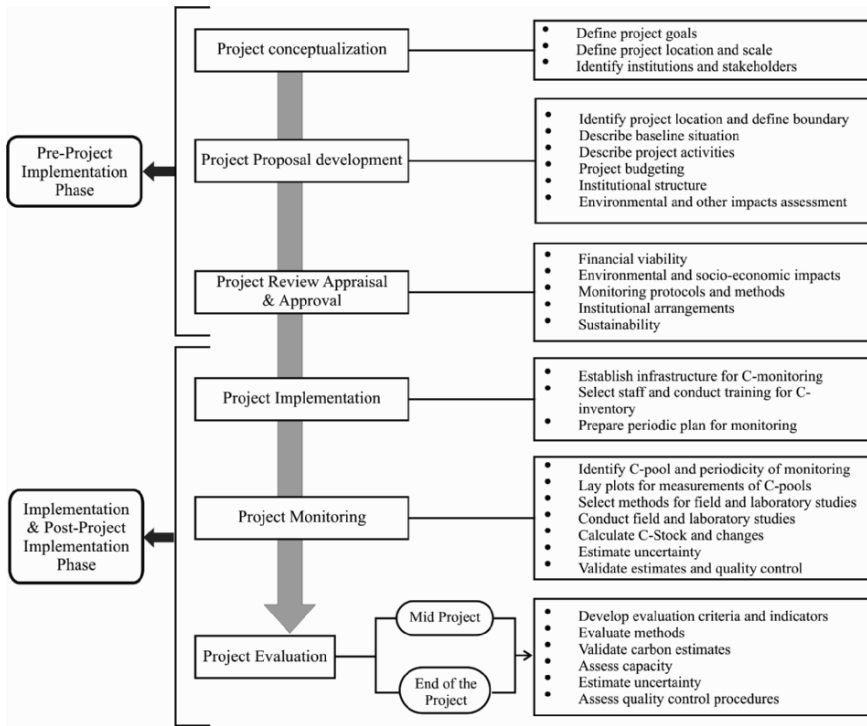 Project conceptualization
• Define project goals
• Define project location and scale
• Identify institutions and stakeholders
Pre-Project
Implementation
Phase
Project Proposal development
• Identify project location and define boundary
• Describe baseline situation
• Describe project activities
• Project budgeting
• Institutional structure
• Environmental and other impacts assessment
Project Review Appraisal
& Approval
• Financial viability
• Environmental and socio-economic impacts
• Monitoring protocols and methods
• Institutional arrangements
• Sustainability
Project Implementation
• Establish infrastructure for C-monitoring
• Select staff and conduct training for C-
inventory
• Prepare periodic plan for monitoring
Implementation
& Post-Project
Implementation
Phase
Project Monitoring
• Identify C-pool and periodicity of monitoring
• Lay plots for measurements of C-pools
• Select methods for field and laboratory studies
• Conduct field and laboratory studies
• Calculate C-Stock and changes
• Estimate uncertainty
• Validate estimates and quality control
Project Evaluation
Mid Project
End of the
Project
• Develop evaluation criteria and indicators
• Evaluate methods
• Validate carbon estimates
• Assess capacity
• Estimate uncertainty
• Assess quality control procedures